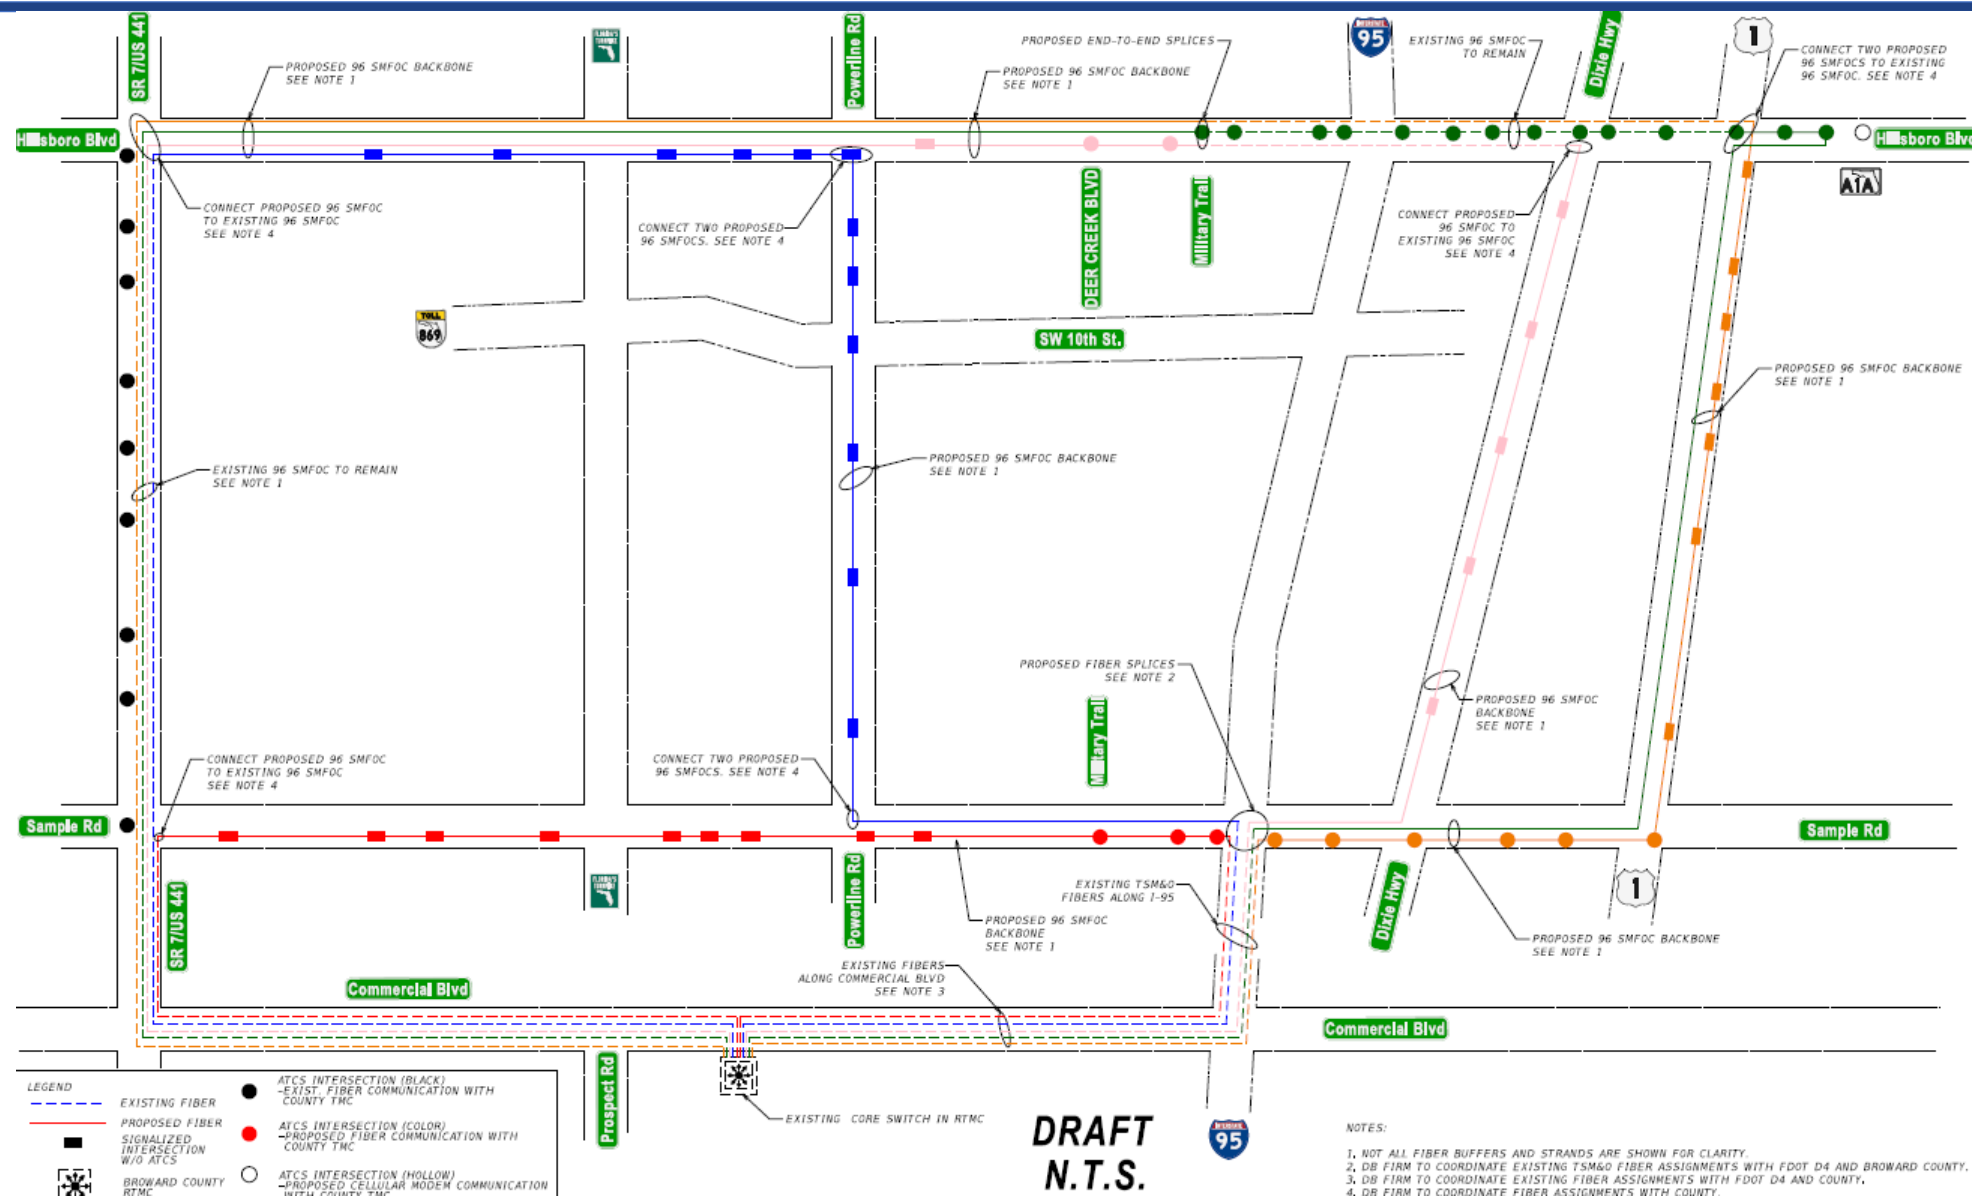 SR 7/US 441
FLORIDA'S TURNPIKE
Powerline Rd
INTERSTATE
95
Dixie Hwy
1
PROPOSED 96 SMFOC BACKBONE
SEE NOTE 1
PROPOSED END-TO-END SPLICES
PROPOSED 96 SMFOC BACKBONE
SEE NOTE 1
EXISTING 96 SMFOC
TO REMAIN
CONNECT TWO PROPOSED
96 SMFOCS TO EXISTING
96 SMFOC. SEE NOTE 4
Hillsboro Blvd
Hillsboro Blvd
A1A
CONNECT PROPOSED 96 SMFOC
TO EXISTING 96 SMFOC
SEE NOTE 4
CONNECT TWO PROPOSED
96 SMFOCS. SEE NOTE 4
DEER CREEK BLVD
Military Trail
CONNECT PROPOSED
96 SMFOC TO
EXISTING 96 SMFOC
SEE NOTE 4
TOLL
869
SW 10th St.
PROPOSED 96 SMFOC BACKBONE
SEE NOTE 1
EXISTING 96 SMFOC TO REMAIN
SEE NOTE 1
PROPOSED 96 SMFOC BACKBONE
SEE NOTE 1
PROPOSED FIBER SPLICES
SEE NOTE 2
Military Trail
PROPOSED 96 SMFOC
BACKBONE
SEE NOTE 1
CONNECT PROPOSED 96 SMFOC
TO EXISTING 96 SMFOC
SEE NOTE 4
CONNECT TWO PROPOSED
96 SMFOCS. SEE NOTE 4
Sample Rd
Sample Rd
SR 7/US 441
FLORIDA'S TURNPIKE
Powerline Rd
EXISTING TSM&O
FIBERS ALONG I-95
Dixie Hwy
1
PROPOSED 96 SMFOC
BACKBONE
SEE NOTE 1
PROPOSED 96 SMFOC BACKBONE
SEE NOTE 1
EXISTING FIBERS
ALONG COMMERCIAL BLVD
SEE NOTE 3
Commercial Blvd
Commercial Blvd
Prospect Rd
EXISTING CORE SWITCH IN RTMC
INTERSTATE
95
DRAFT
N.T.S.
LEGEND
EXISTING FIBER
PROPOSED FIBER
SIGNALIZED
INTERSECTION
W/O ATCS
BROWARD COUNTY
RTMC
ATCS INTERSECTION (BLACK)
-EXIST. FIBER COMMUNICATION WITH
COUNTY TMC
ATCS INTERSECTION (COLOR)
-PROPOSED FIBER COMMUNICATION WITH
COUNTY TMC
ATCS INTERSECTION (HOLLOW)
-PROPOSED CELLULAR MODEM COMMUNICATION
WITH COUNTY TMC
NOTES:
1. NOT ALL FIBER BUFFERS AND STRANDS ARE SHOWN FOR CLARITY.
2. DB FIRM TO COORDINATE EXISTING TSM&O FIBER ASSIGNMENTS WITH FDOT D4 AND BROWARD COUNTY.
3. DB FIRM TO COORDINATE EXISTING FIBER ASSIGNMENTS WITH FDOT D4 AND COUNTY.
4. DB FIRM TO COORDINATE FIBER ASSIGNMENTS WITH COUNTY.